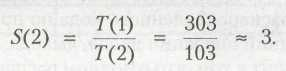 S(2) = T(1)/T(2) = 303/103 ≈ 3.